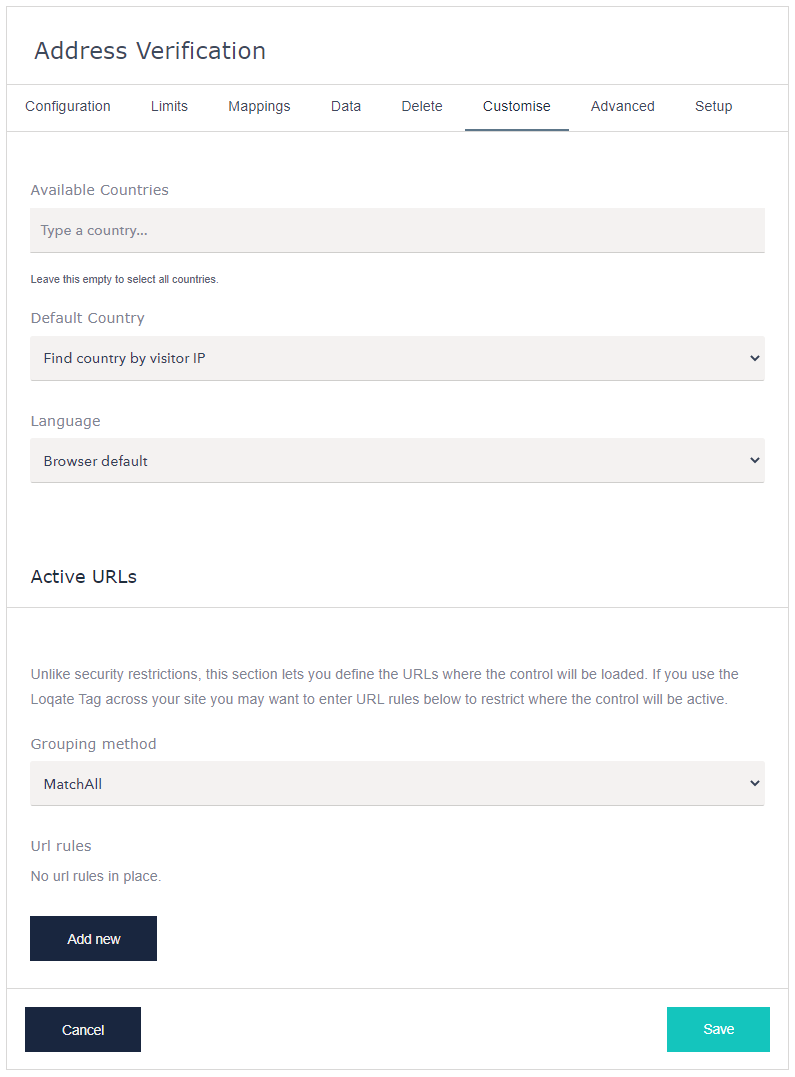 Address Verification
Configuration Limits Mappings Data Delete Customise Advanced Setup
Available Countries
Type a country...
Leave this empty to select all countries.
Default Country
Find country by visitor IP
Language
Browser default
Active URLs
Unlike security restrictions, this section lets you define the URLs where the control will be loaded. If you use the
Loqate Tag across your site you may want to enter URL rules below to restrict where the control will be active.
Grouping method
MatchAll
Url rules
No url rules in place.
Add new
Cancel Save